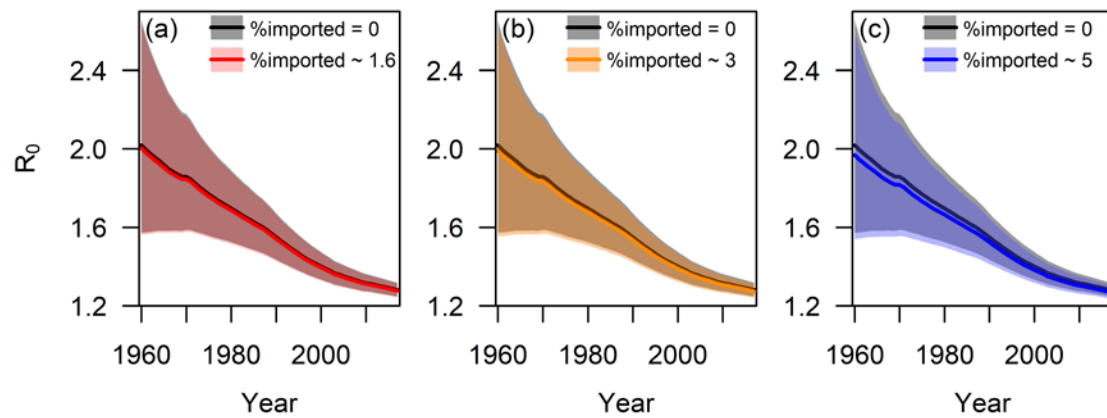 (a) %imported = 0
%imported ~ 1.6
(b) %imported = 0
%imported ~ 3
(c) %imported = 0
%imported ~ 5
R0
2.4
2.0
1.6
1.2
2.4
2.0
1.6
1.2
2.4
2.0
1.6
1.2
1960 1980 2000
1960 1980 2000
1960 1980 2000
Year
Year
Year